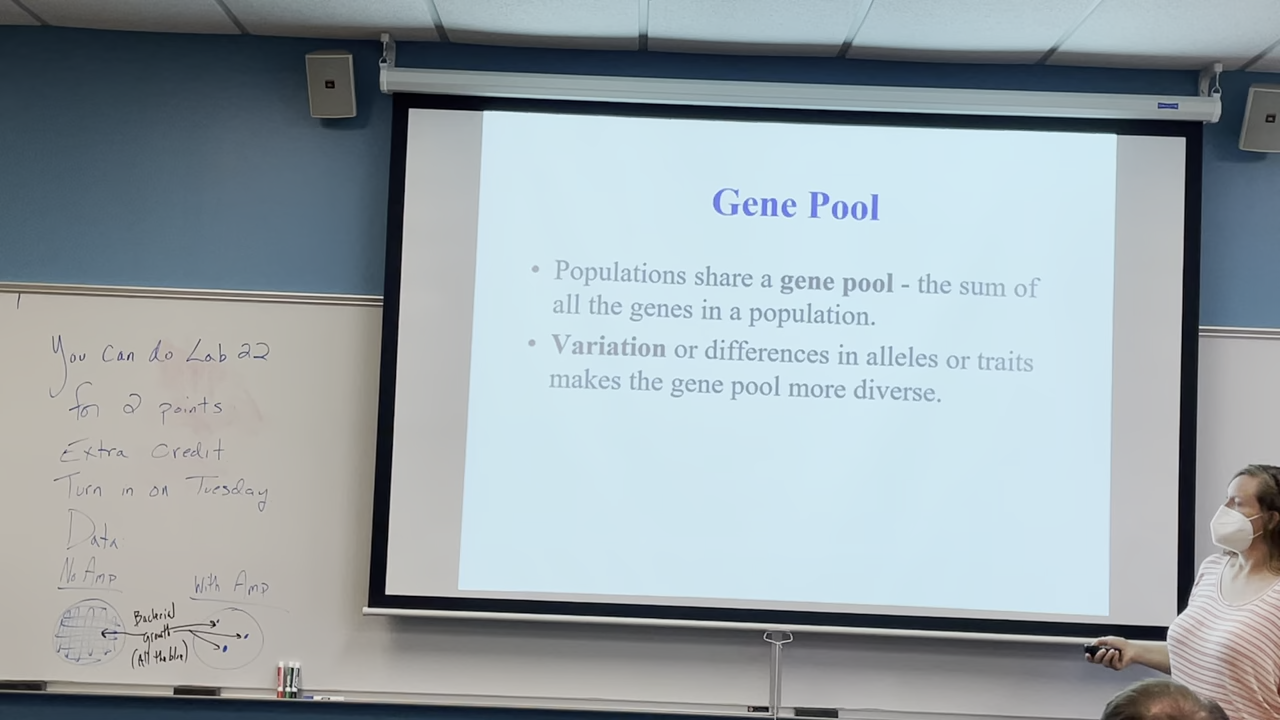 You can do Lab 22
for 2 points
Extra Credit
Turn in on Tuesday
Data
No Amp
With Amp
Bacterial
growth
(All the blue)
Gene Pool
• Populations share a gene pool - the sum of
all the genes in a population.
• Variation or differences in alleles or traits
makes the gene pool more diverse.